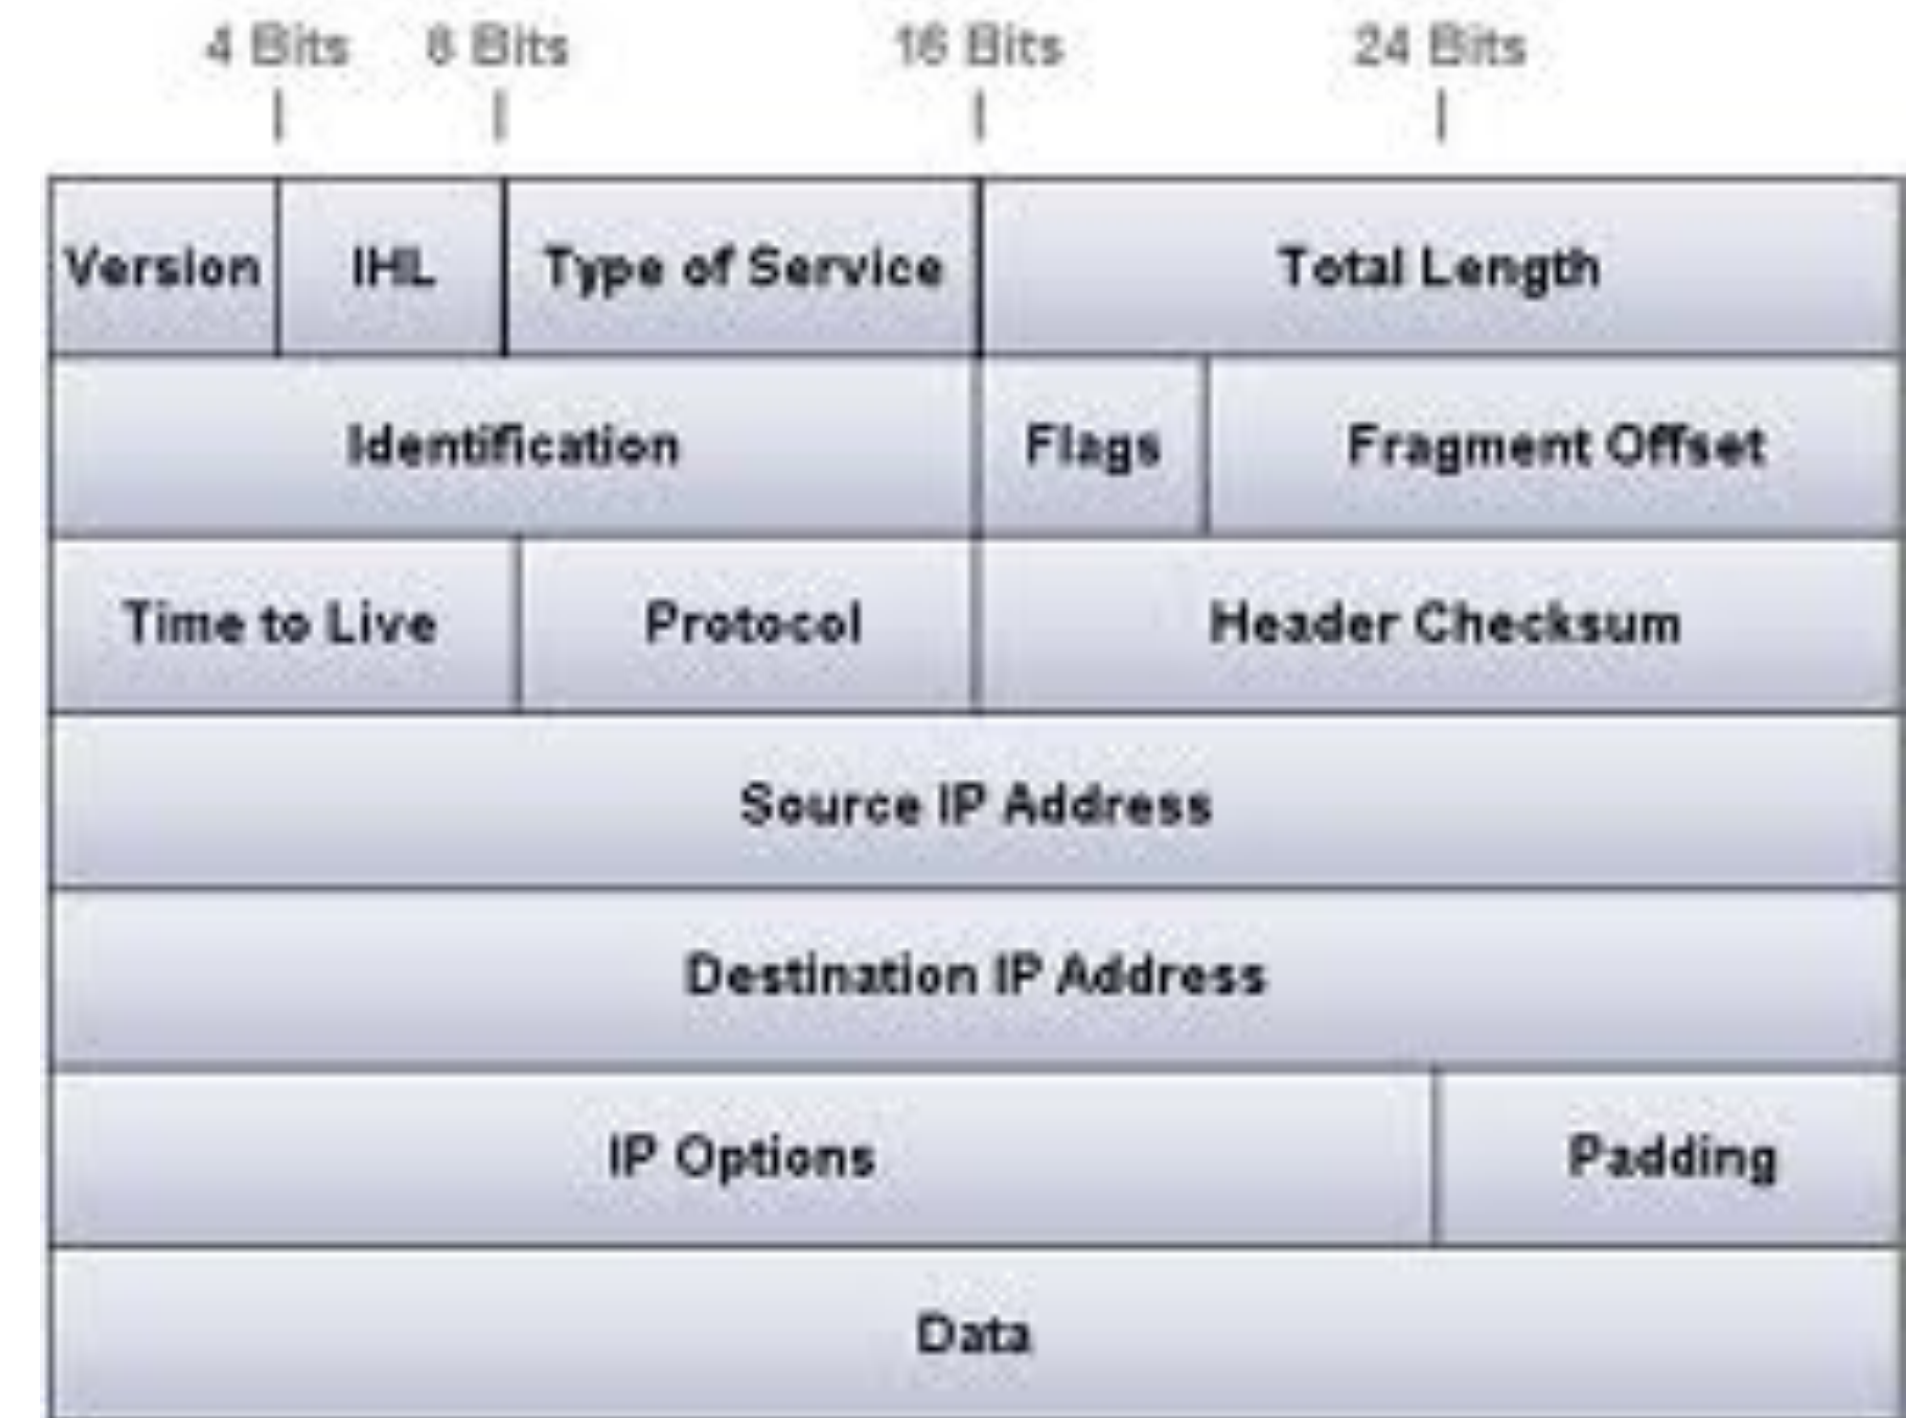 4 Bits 8 Bits 16 Bits 24 Bits
Version IHL Type of Service Total Length
Identification Flags Fragment Offset
Time to Live Protocol Header Checksum
Source IP Address
Destination IP Address
IP Options Padding
Data